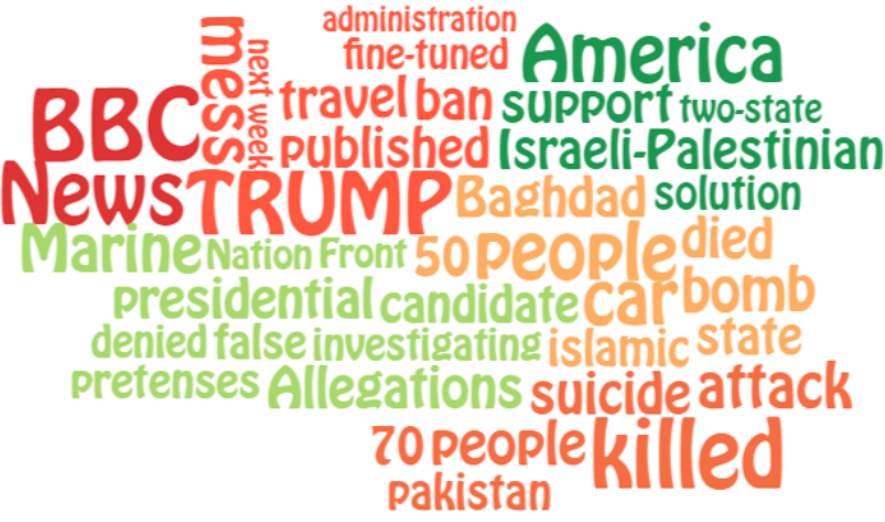 administration
fine-tuned
America
mess
next week
travel ban
support two-state
BBC
published
Israeli-Palestinian
News
TRUMP
Baghdad
solution
Marine
Nation Front
50 people
died
presidential
candidate
car
bomb
denied false
investigating
islamic
state
pretenses
Allegations
suicide
attack
70 people
killed
pakistan